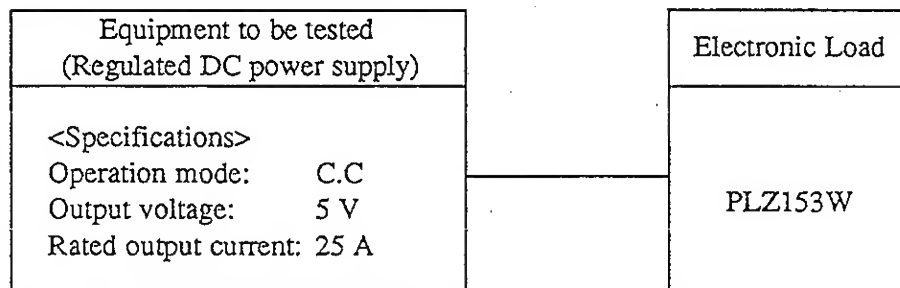 Equipment to be tested
(Regulated DC power supply)
<Specifications>
Operation mode: C.C
Output voltage: 5 V
Rated output current: 25 A
Electronic Load
PLZ153W